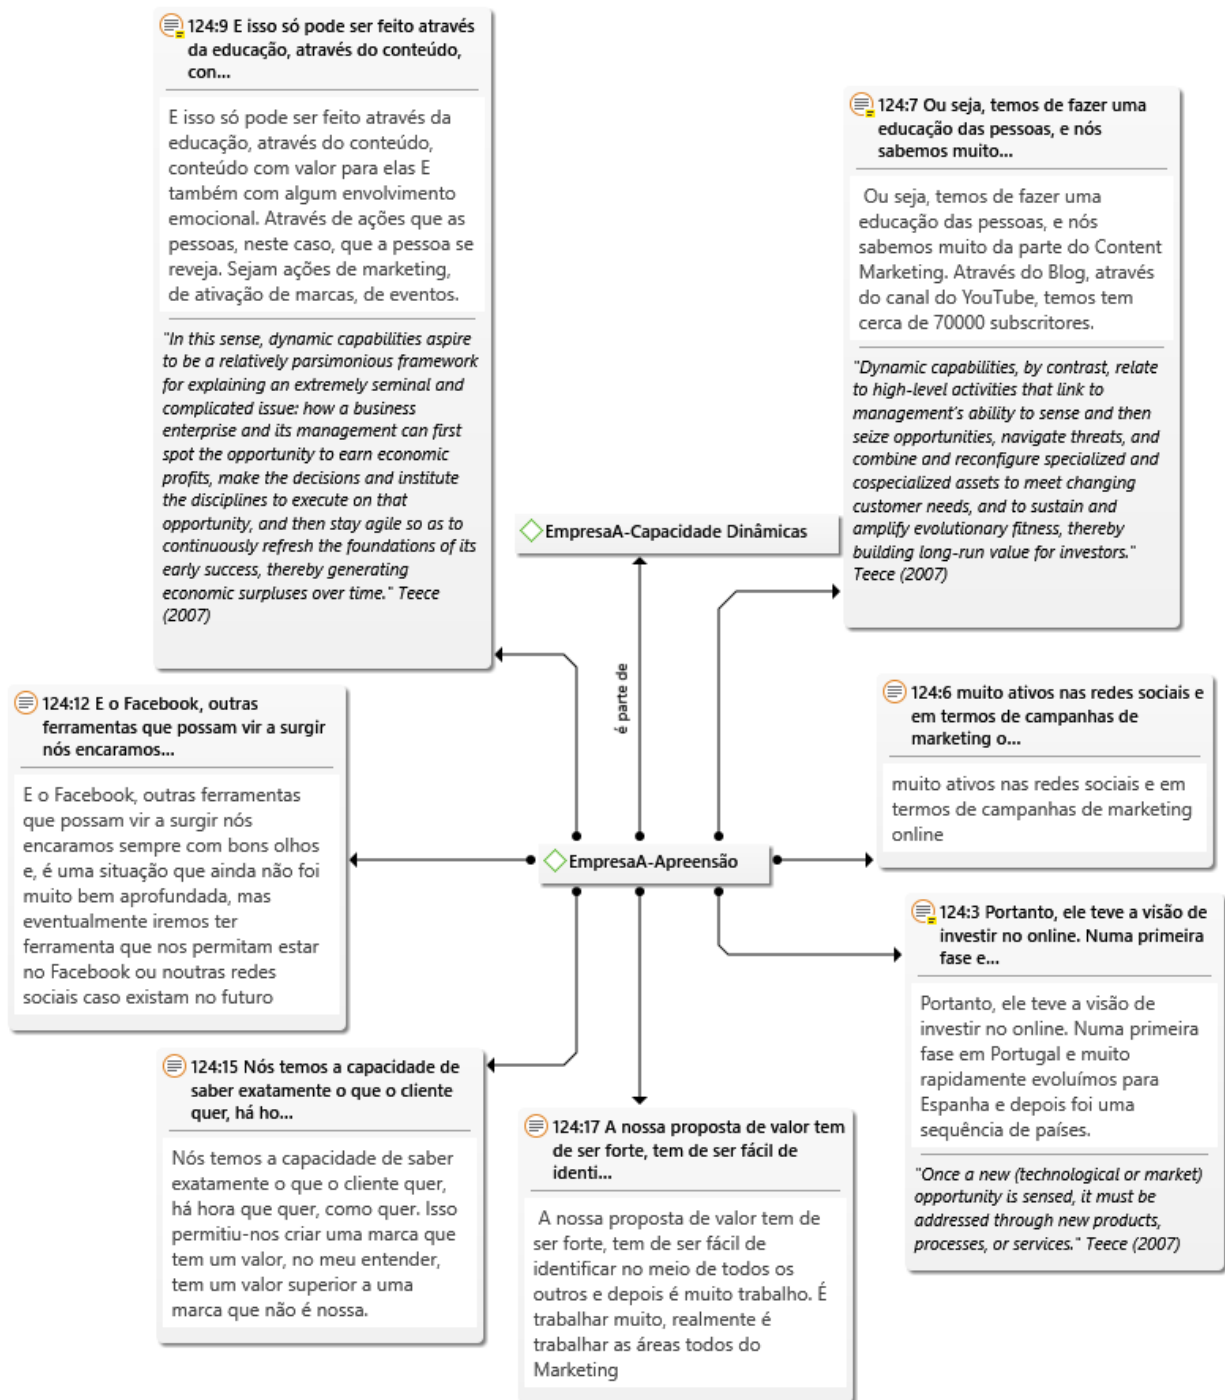 124:9 E isso só pode ser feito através
da educação, através do conteúdo,
con...
E isso só pode ser feito através da
educação, através do conteúdo,
conteúdo com valor para elas E
também com algum envolvimento
emocional. Através de ações que as
pessoas, neste caso, que a pessoa se
reveja. Sejam ações de marketing,
de ativação de marcas, de eventos.
"In this sense, dynamic capabilities aspire
to be a relatively parsimonious framework
for explaining an extremely seminal and
complicated issue: how a business
enterprise and its management can first
spot the opportunity to earn economic
profits, make the decisions and institute
the disciplines to execute on that
opportunity, and then stay agile so as to
continuously refresh the foundations of its
early success, thereby generating
economic surpluses over time." Teece
(2007)
124:7 Ou seja, temos de fazer uma
educação das pessoas, e nós
sabemos muito...
Ou seja, temos de fazer uma
educação das pessoas, e nós
sabemos muito da parte do Content
Marketing. Através do Blog, através
do canal do YouTube, temos tem
cerca de 70000 subscritores.
"Dynamic capabilities, by contrast, relate
to high-level activities that link to
management's ability to sense and then
seize opportunities, navigate threats, and
combine and reconfigure specialized and
cospecialized assets to meet changing
customer needs, and to sustain and
amplify evolutionary fitness, thereby
building long-run value for investors."
Teece (2007)
EmpresaA-Capacidade Dinâmicas
é parte de
124:12 E o Facebook, outras
ferramentas que possam vir a surgir
nós encaramos...
E o Facebook, outras ferramentas
que possam vir a surgir nós
encaramos sempre com bons olhos
e, é uma situação que ainda não foi
muito bem aprofundada, mas
eventualmente iremos ter
ferramenta que nos permitam estar
no Facebook ou noutras redes
sociais caso existam no futuro
124:6 muito ativos nas redes sociais e
em termos de campanhas de
marketing o...
muito ativos nas redes sociais e em
termos de campanhas de marketing
online
EmpresaA-Apreensão
124:3 Portanto, ele teve a visão de
investir no online. Numa primeira
fase e...
Portanto, ele teve a visão de
investir no online. Numa primeira
fase em Portugal e muito
rapidamente evoluímos para
Espanha e depois foi uma
sequência de países.
"Once a new (technological or market)
opportunity is sensed, it must be
addressed through new products,
processes, or services." Teece (2007)
124:15 Nós temos a capacidade de
saber exatamente o que o cliente
quer, há ho...
Nós temos a capacidade de saber
exatamente o que o cliente quer,
há hora que quer, como quer. Isso
permitiu-nos criar uma marca que
tem um valor, no meu entender,
tem um valor superior a uma
marca que não é nossa.
124:17 A nossa proposta de valor tem
de ser forte, tem de ser fácil de
identi...
A nossa proposta de valor tem de
ser forte, tem de ser fácil de
identificar no meio de todos os
outros e depois é muito trabalho. É
trabalhar muito, realmente é
trabalhar as áreas todos do
Marketing